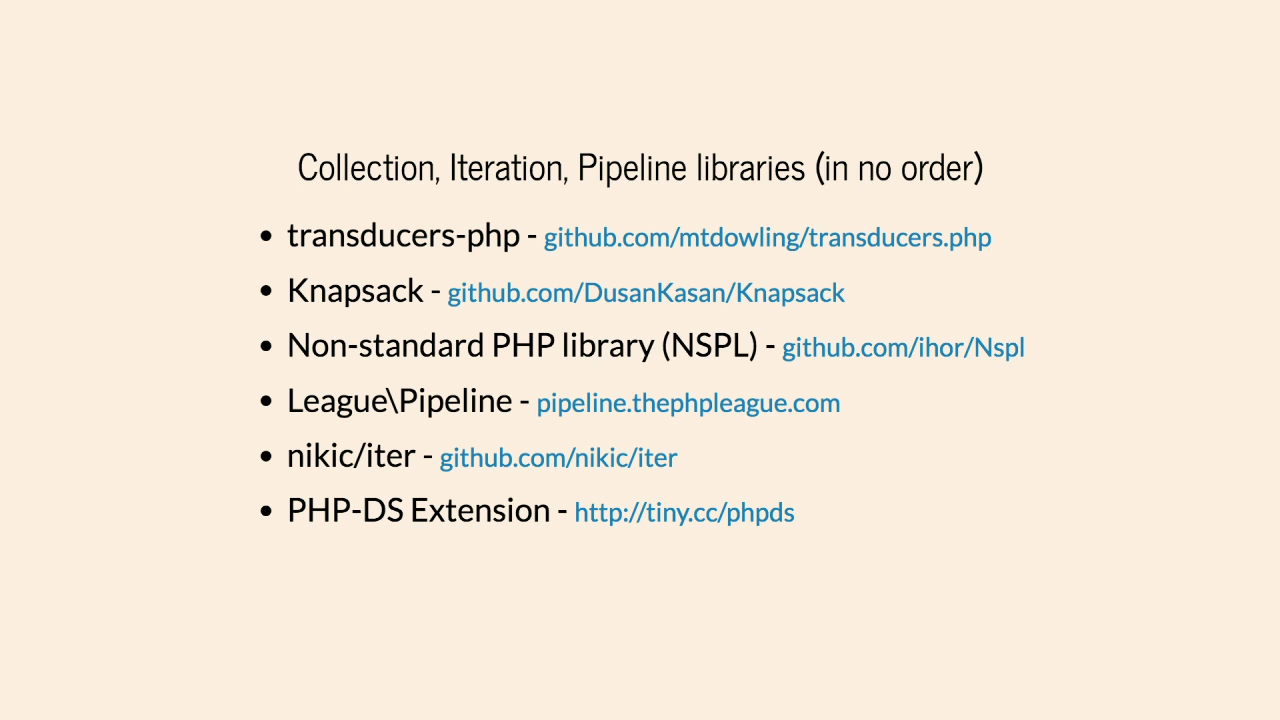 Collection, Iteration, Pipeline libraries (in no order)
• transducers-php - github.com/mtdowling/transducers.php
• Knapsack - github.com/DusanKasan/Knapsack
• Non-standard PHP library (NSPL) - github.com/ihor/Nspl
• League\Pipeline - pipeline.thephpleague.com
• nikic/iter - github.com/nikic/iter
• PHP-DS Extension - http://tiny.cc/phpds